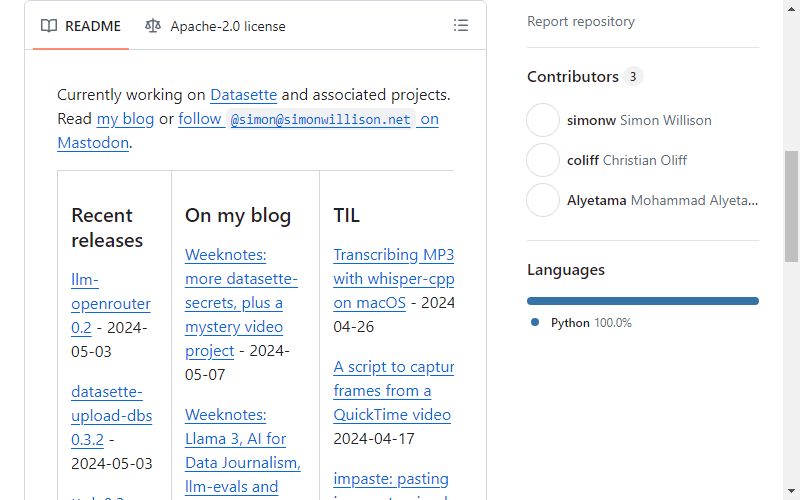 README
Apache-2.0 license
Currently working on Datasette and associated projects.
Read my blog or follow @simon@simonwillison.net on
Mastodon.
Recent
releases
llm-
openrouter
0.2 - 2024-
05-03
datasette-
upload-dbs
0.3.2 -
2024-05-03
On my blog
Weeknotes:
more datasette-
secrets, plus a
mystery video
project - 2024-
05-07
Weeknotes:
Llama 3, AI for
Data Journalism,
llm-evals and
TIL
Transcribing MP3
with whisper-cpp
on macOS - 2024
04-26
A script to captur
frames from a
QuickTime video
2024-04-17
impaste: pasting
Report repository
Contributors 3
simonw Simon Willison
coliff Christian Oliff
Alyetama Mohammad Alyeta...
Languages
Python 100.0%